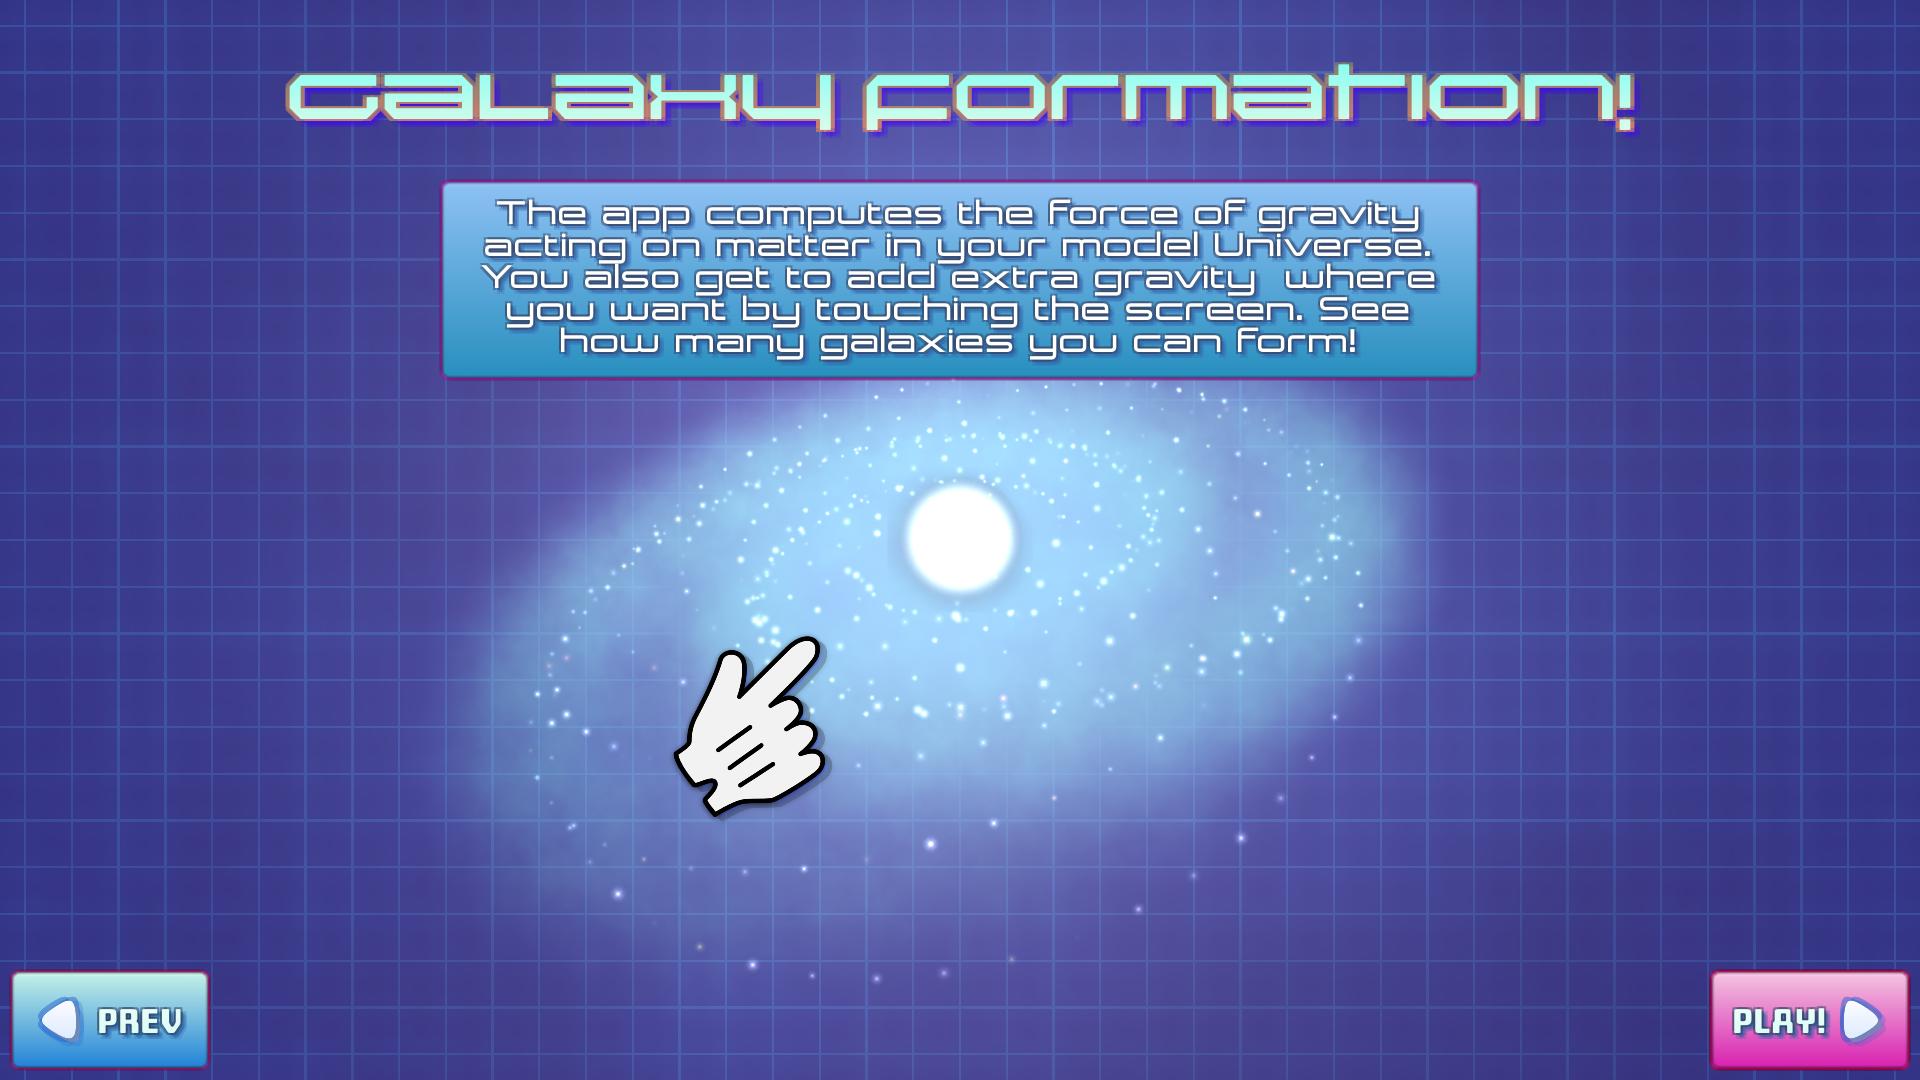 Galaxy Formation!
The app computes the force of gravity
acting on matter in your model Universe.
You also get to add extra gravity  where
you want by touching the screen. See
how many galaxies you can form!
PREV
PLAY!